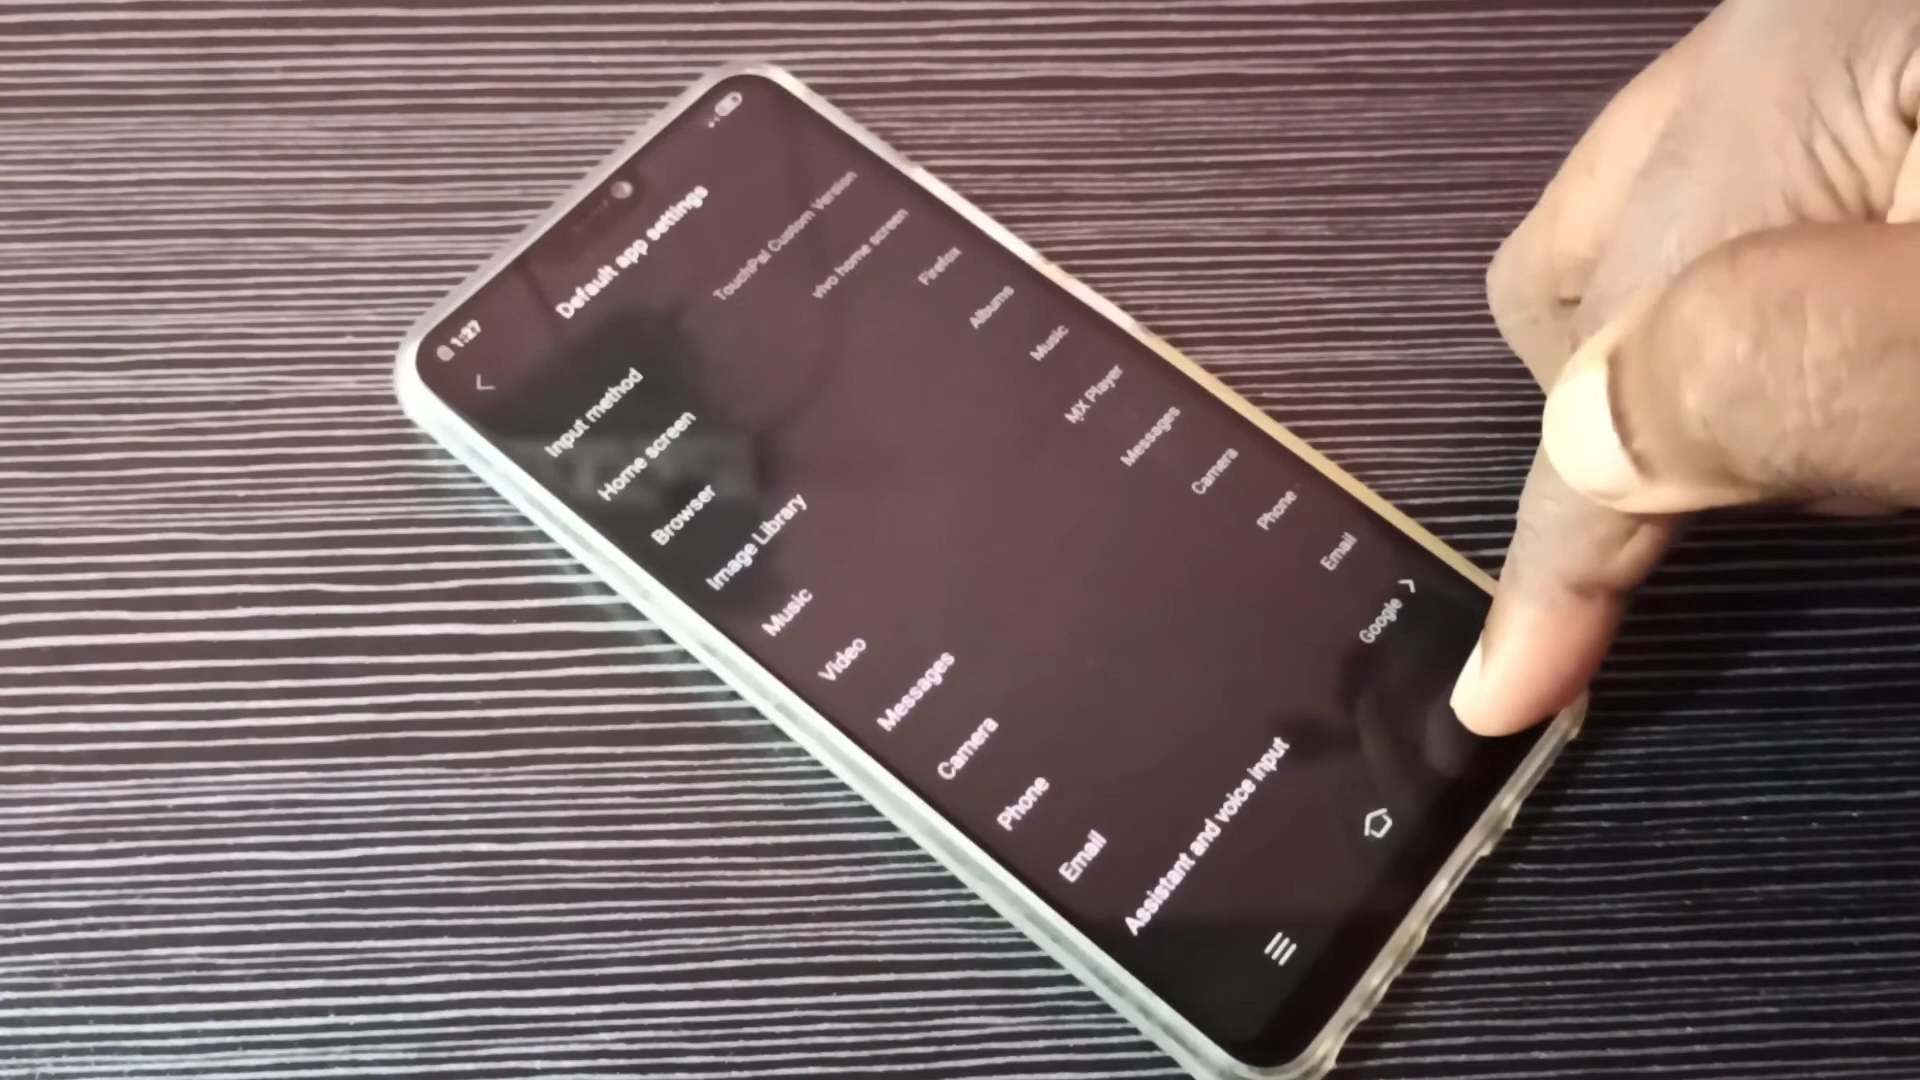 1:27
Default app settings
Input method TouchPal Custom Version
Home screen vivo home screen
Browser Firefox
Image Library Albums
Music Music
Video MX Player
Messages Messages
Camera Camera
Phone Phone
Email Email
Assistant and voice input Google